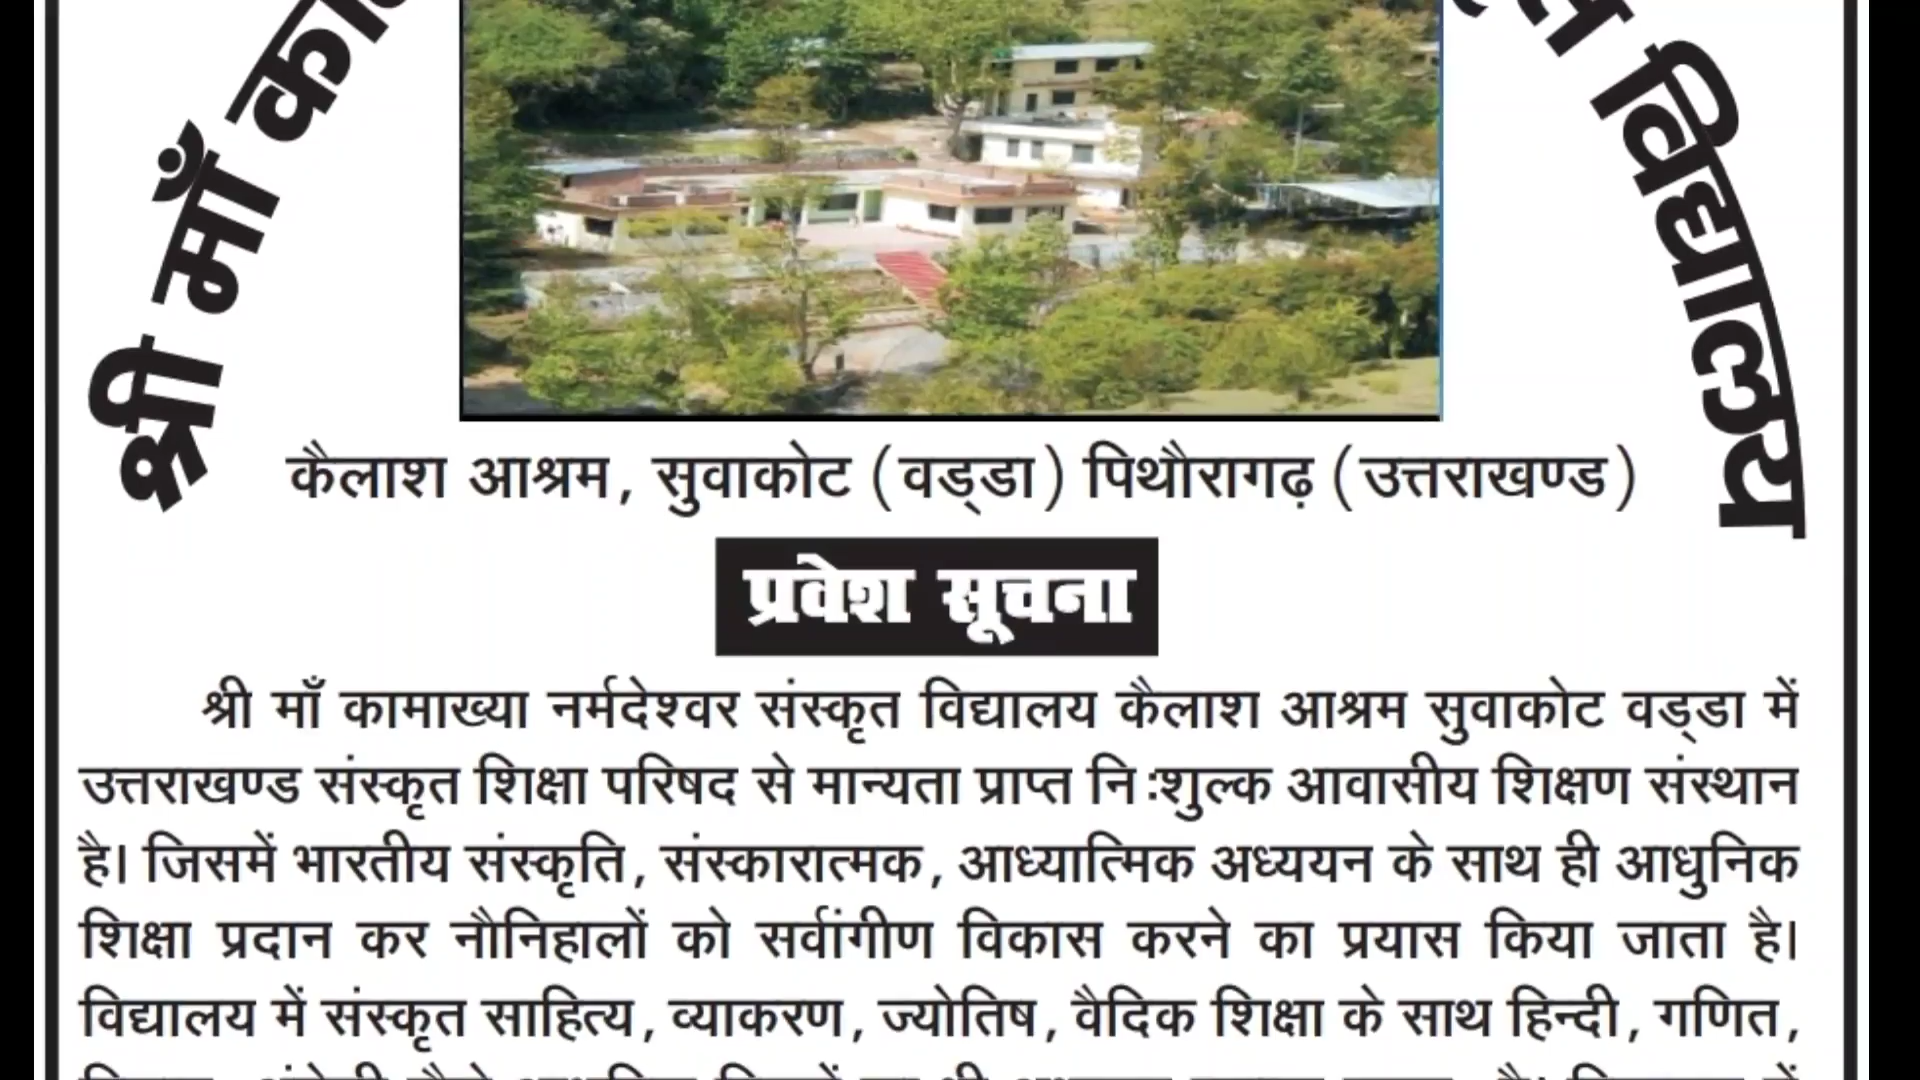 श्री माँ
विद्यालय
कैलाश आश्रम, सुवाकोट (वड्डा) पिथौरागढ़ (उत्तराखण्ड)
प्रवेश सूचना
श्री माँ कामाख्या नर्मदेश्वर संस्कृत विद्यालय कैलाश आश्रम सुवाकोट वड्डा में
उत्तराखण्ड संस्कृत शिक्षा परिषद से मान्यता प्राप्त निःशुल्क आवासीय शिक्षण संस्थान
है। जिसमें भारतीय संस्कृति, संस्कारात्मक, आध्यात्मिक अध्ययन के साथ ही आधुनिक
शिक्षा प्रदान कर नौनिहालों को सर्वांगीण विकास करने का प्रयास किया जाता है।
विद्यालय में संस्कृत साहित्य, व्याकरण, ज्योतिष, वैदिक शिक्षा के साथ हिन्दी, गणित,